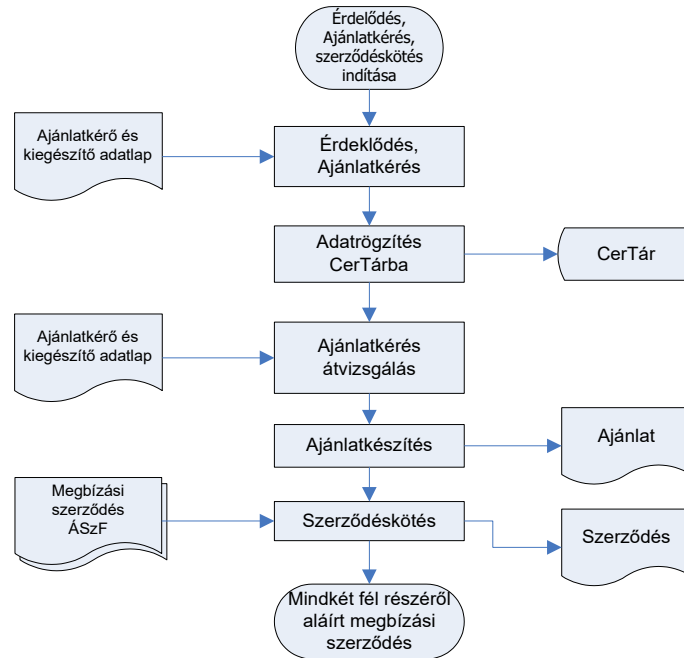 Érdelődés,
Ajánlatkérés,
szerződéskötés
indítása
Ajánlatkérő és
kiegészítő adatlap
Érdeklődés,
Ajánlatkérés
Adatrögzítés
CerTárba
CerTár
Ajánlatkérő és
kiegészítő adatlap
Ajánlatkérés
átvizsgálás
Ajánlatkészítés
Ajánlat
Megbízási
szerződés
ÁSzF
Szerződéskötés
Szerződés
Mindkét fél részéről
aláírt megbízási
szerződés